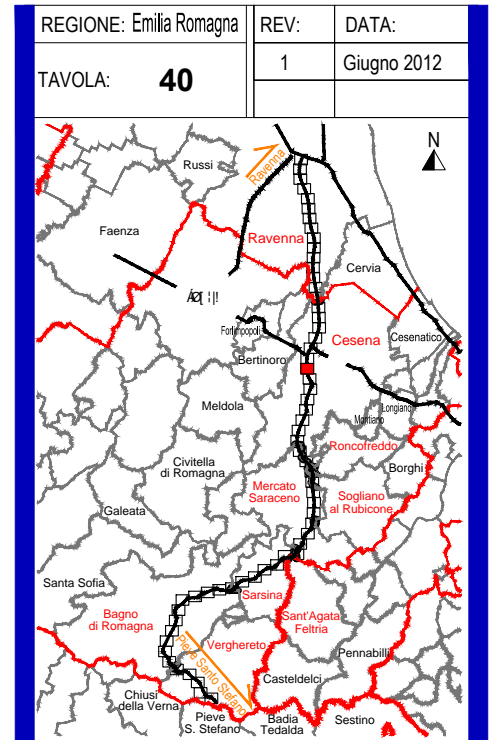 REGIONE: Emilia Romagna
REV:
DATA:
TAVOLA: 40
1
Giugno 2012
N
Russi
Ravenna
Faenza
Ravenna
Cervia
Forlimpopoli
Cesena
Cesenatico
Bertinoro
Meldola
Longiano
Montiano
Civitella
di Romagna
Roncofreddo
Borghi
Mercato
Saraceno
Sogliano
al Rubicone
Galeata
Santa Sofia
Sarsina
Bagno
di Romagna
Sant'Agata
Feltria
Verghereto
Pieve Santo Stefano
Pennabilli
Casteldelci
Chiusi
della Verna
Pieve
S. Stefano
Badia
Tedalda
Sestino